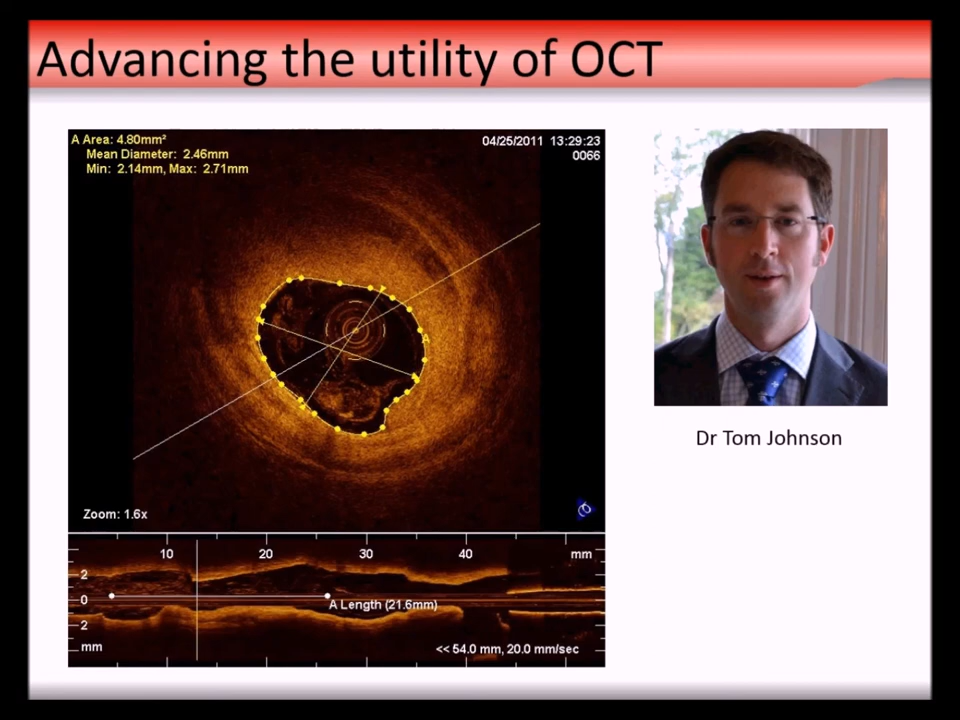 Advancing the utility of OCT
A Area: 4.80mm²
Mean Diameter: 2.46mm
Min: 2.14mm, Max: 2.71mm
04/25/2011 13:29:23
0066
Zoom: 1.6x
10 20 30 40 mm
2
0
A Length (21.6mm)
2
mm
<< 54.0 mm, 20.0 mm/sec
Dr Tom Johnson